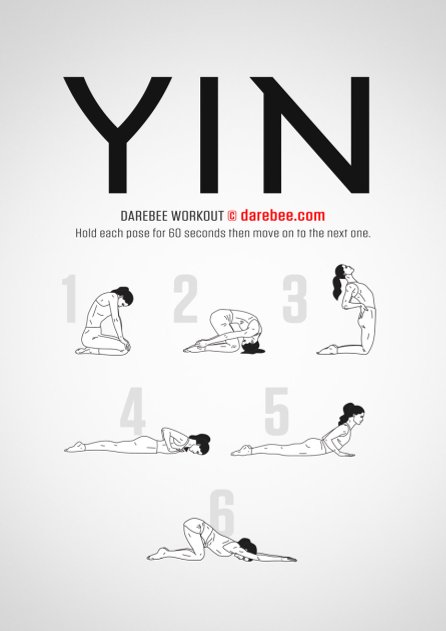 YIN
DAREBEE WORKOUT © darebee.com
Hold each pose for 60 seconds then move on to the next one.
1 2 3
4 5
6